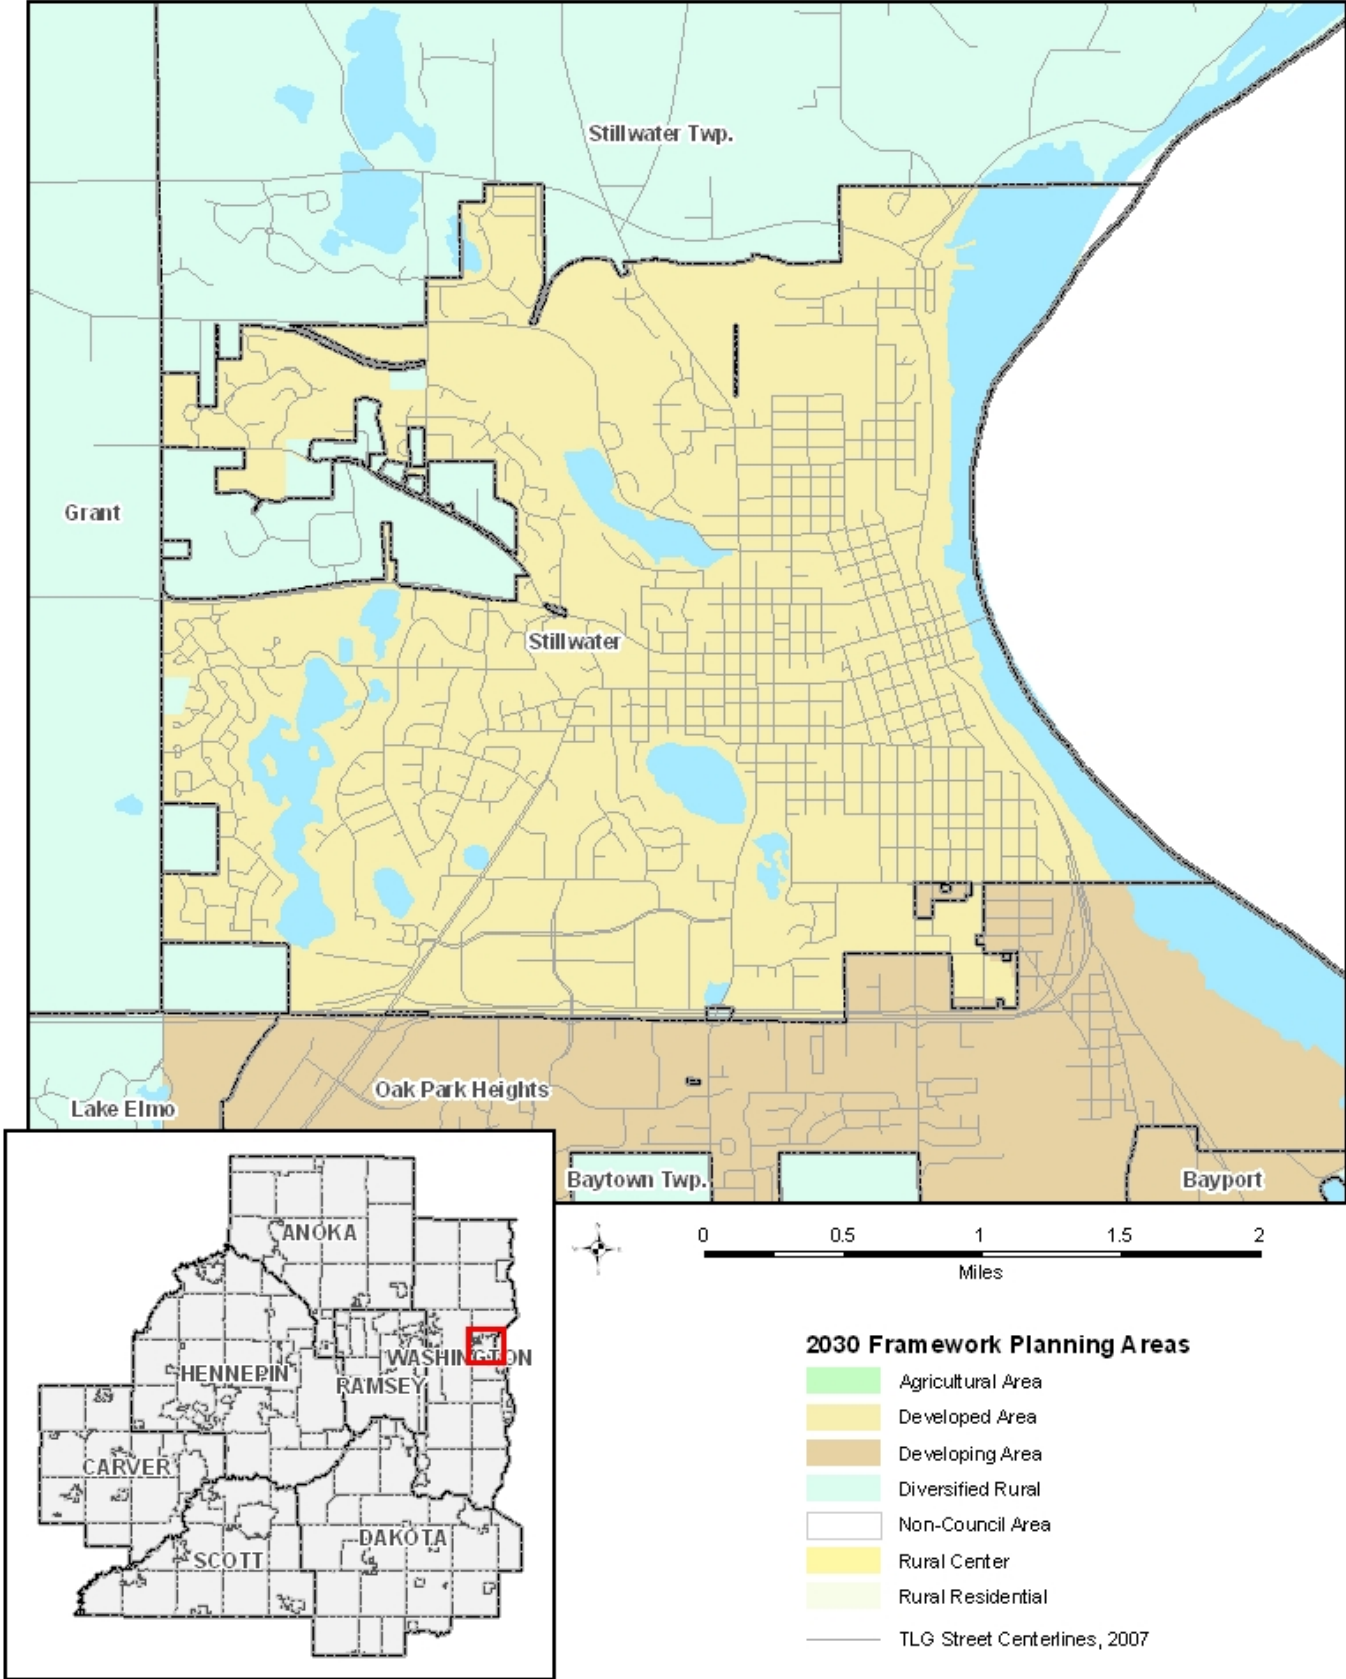 Stillwater Twp.
Grant
Stillwater
Oak Park Heights
Lake Elmo
Baytown Twp.
Bayport
ANOKA
WASHINGTON
HENNEPIN
RAMSEY
CARVER
DAKOTA
SCOTT
0 0.5 1 1.5 2
Miles
2030 Framework Planning Areas
Agricultural Area
Developed Area
Developing Area
Diversified Rural
Non-Council Area
Rural Center
Rural Residential
TLG Street Centerlines, 2007